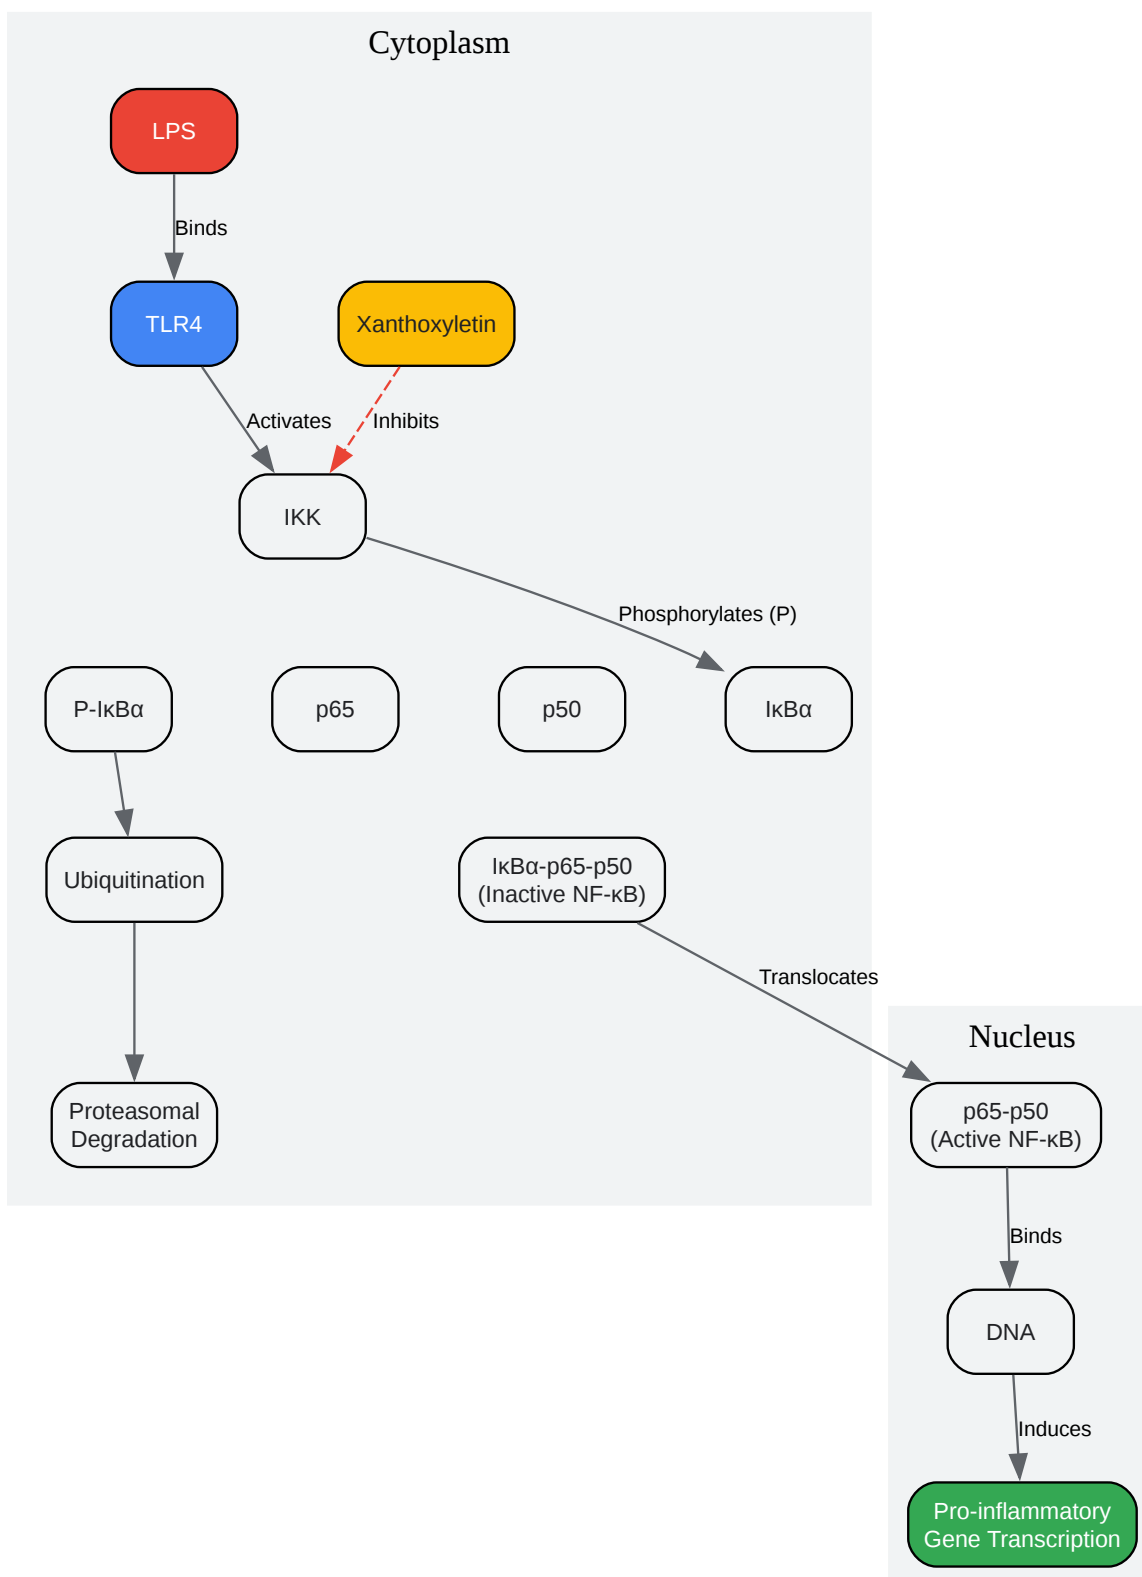 Cytoplasm
LPS
Binds
TLR4
Xanthoxyletin
Activates
Inhibits
IKK
Phosphorylates (P)
P-IκBα
p65
p50
IκBα
Ubiquitination
IκBα-p65-p50
(Inactive NF-κB)
Translocates
Nucleus
Proteasomal
Degradation
p65-p50
(Active NF-κB)
Binds
DNA
Induces
Pro-inflammatory
Gene Transcription